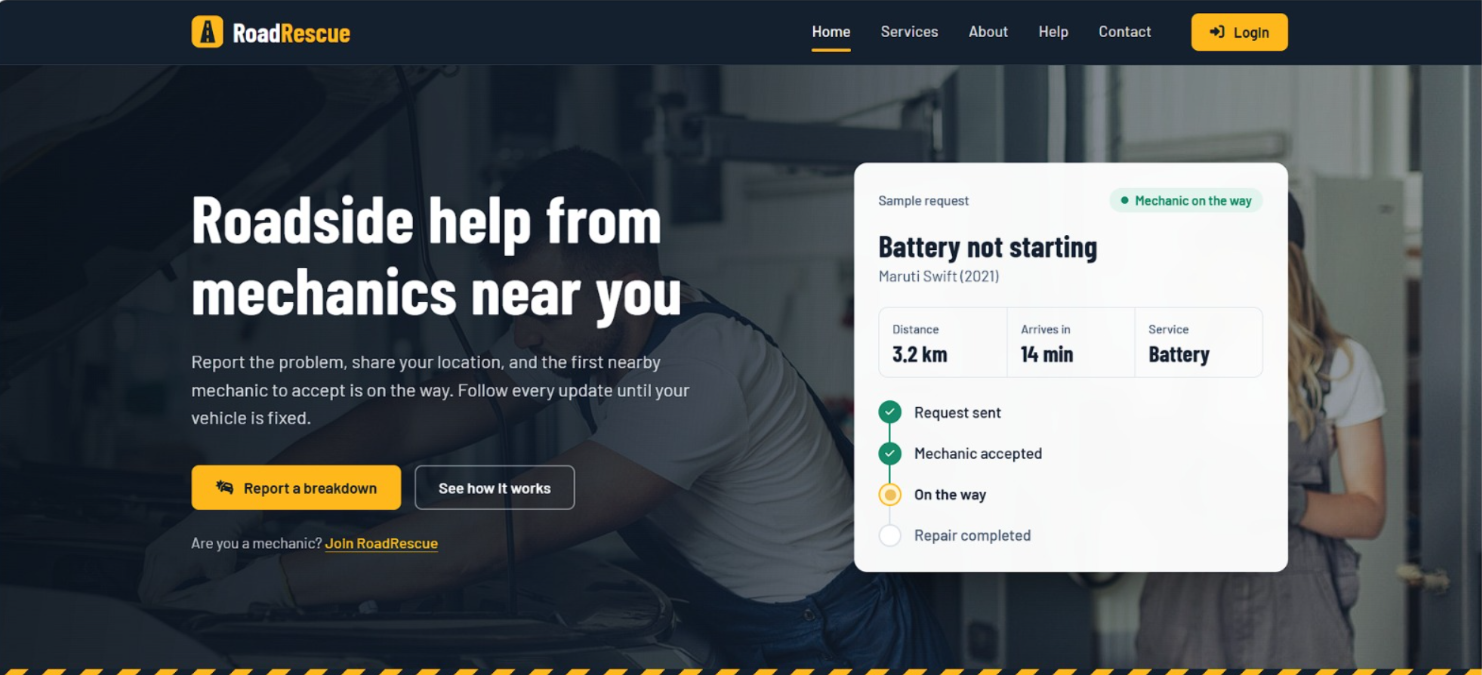 RoadRescue
Home
Services
About
Help
Contact
Login
Roadside help from
mechanics near you
Report the problem, share your location, and the first nearby
mechanic to accept is on the way. Follow every update until your
vehicle is fixed.
Report a breakdown
See how it works
Are you a mechanic? Join RoadRescue
Sample request
Mechanic on the way
Battery not starting
Maruti Swift (2021)
Distance
3.2 km
Arrives in
14 min
Service
Battery
Request sent
Mechanic accepted
On the way
Repair completed